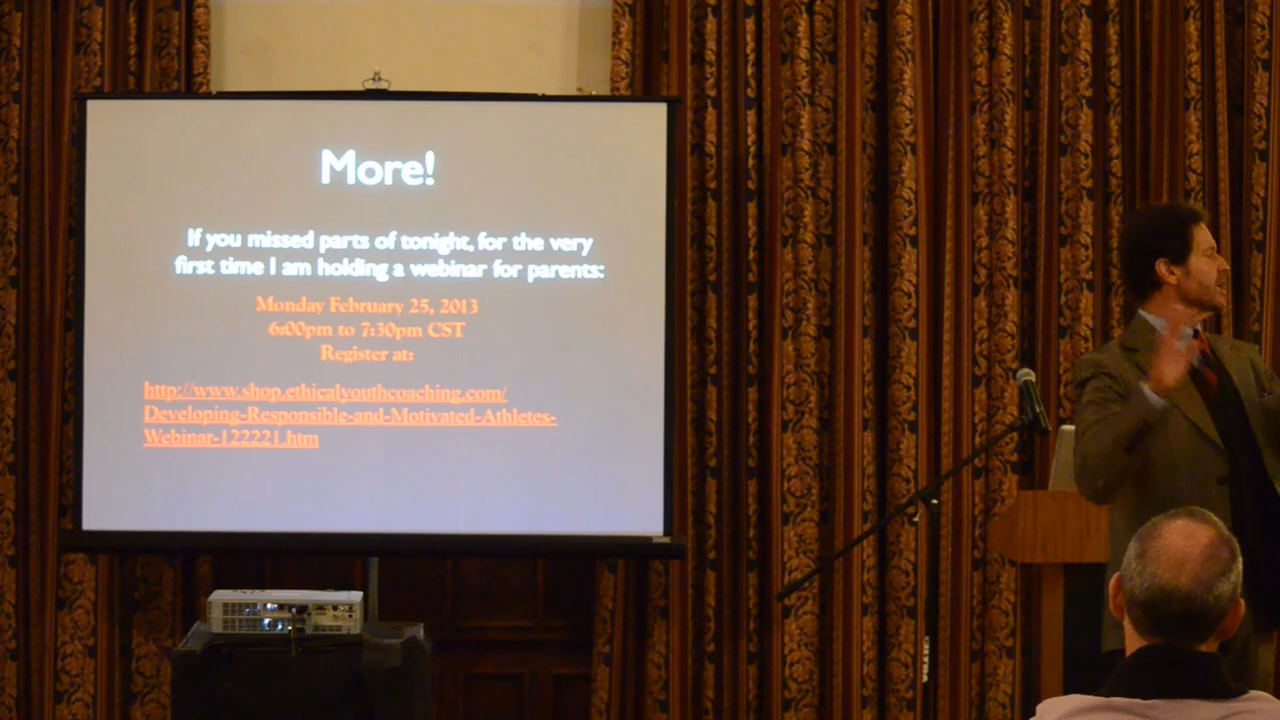 More!
If you missed parts of tonight, for the very
first time I am holding a webinar for parents:
Monday February 25, 2013
6:00pm to 7:30pm CST
Register at:
http://www.shop.ethicalyouthcoaching.com/
Developing-Responsible-and-Motivated-Athletes-
Webinar-122221.htm